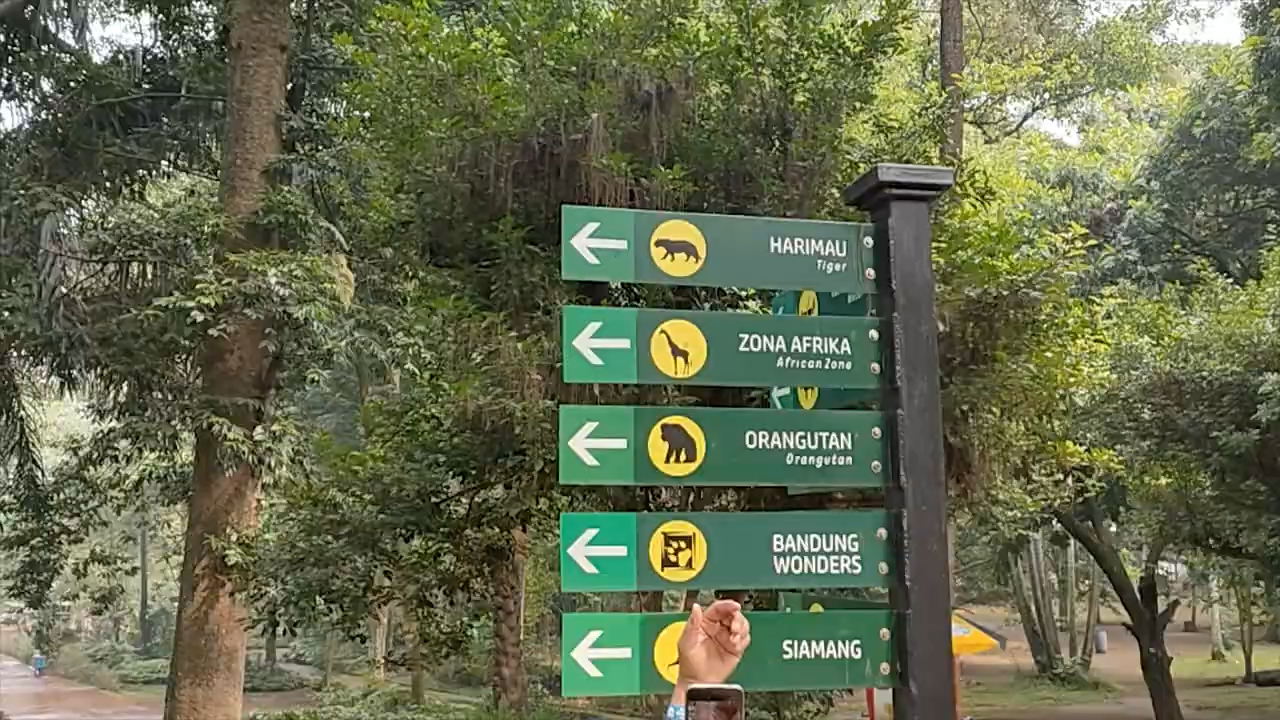 HARIMAU
Tiger
ZONA AFRIKA
African Zone
ORANGUTAN
Orangutan
BANDUNG
WONDERS
SIAMANG